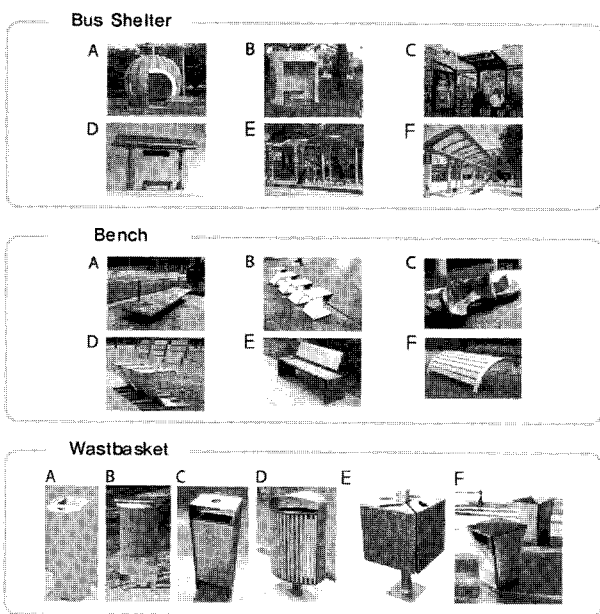 Bus Shelter
A B C
D E F
Bench
A B C
D E F
Wastbasket
A B C D E F